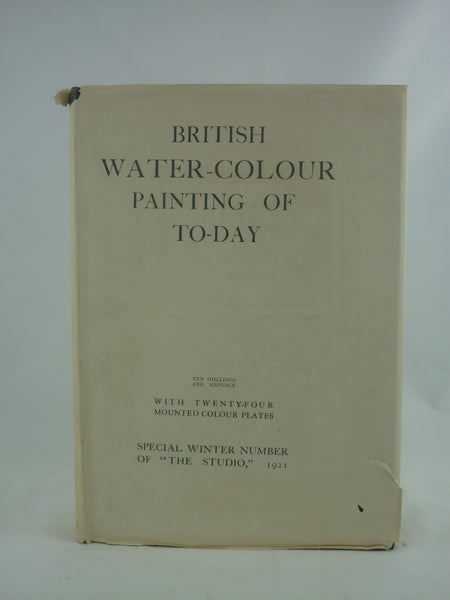 BRITISH
WATER-COLOUR
PAINTING OF
TO-DAY
TEN SHILLINGS
AND SIXPENCE
WITH TWENTY-FOUR
MOUNTED COLOUR PLATES
SPECIAL WINTER NUMBER
OF "THE STUDIO," 1921